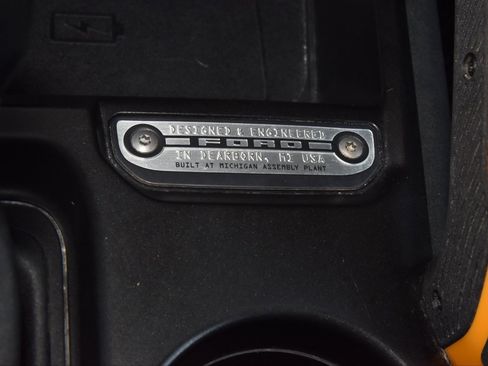 DESIGNED & ENGINEERED
FORD
IN DEARBORN, MI USA
BUILT AT MICHIGAN ASSEMBLY PLANT